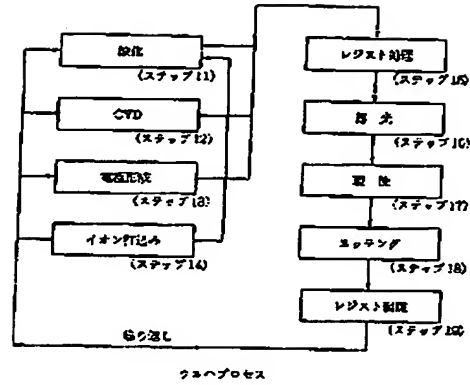 酸化
(ステップ11)
CVD
(ステップ12)
電極形成
(ステップ13)
イオン打込み
(ステップ14)
レジスト処理
(ステップ15)
露光
(ステップ16)
現像
(ステップ17)
エッチング
(ステップ18)
レジスト剥離
(ステップ19)
繰り返し
ウエハプロセス